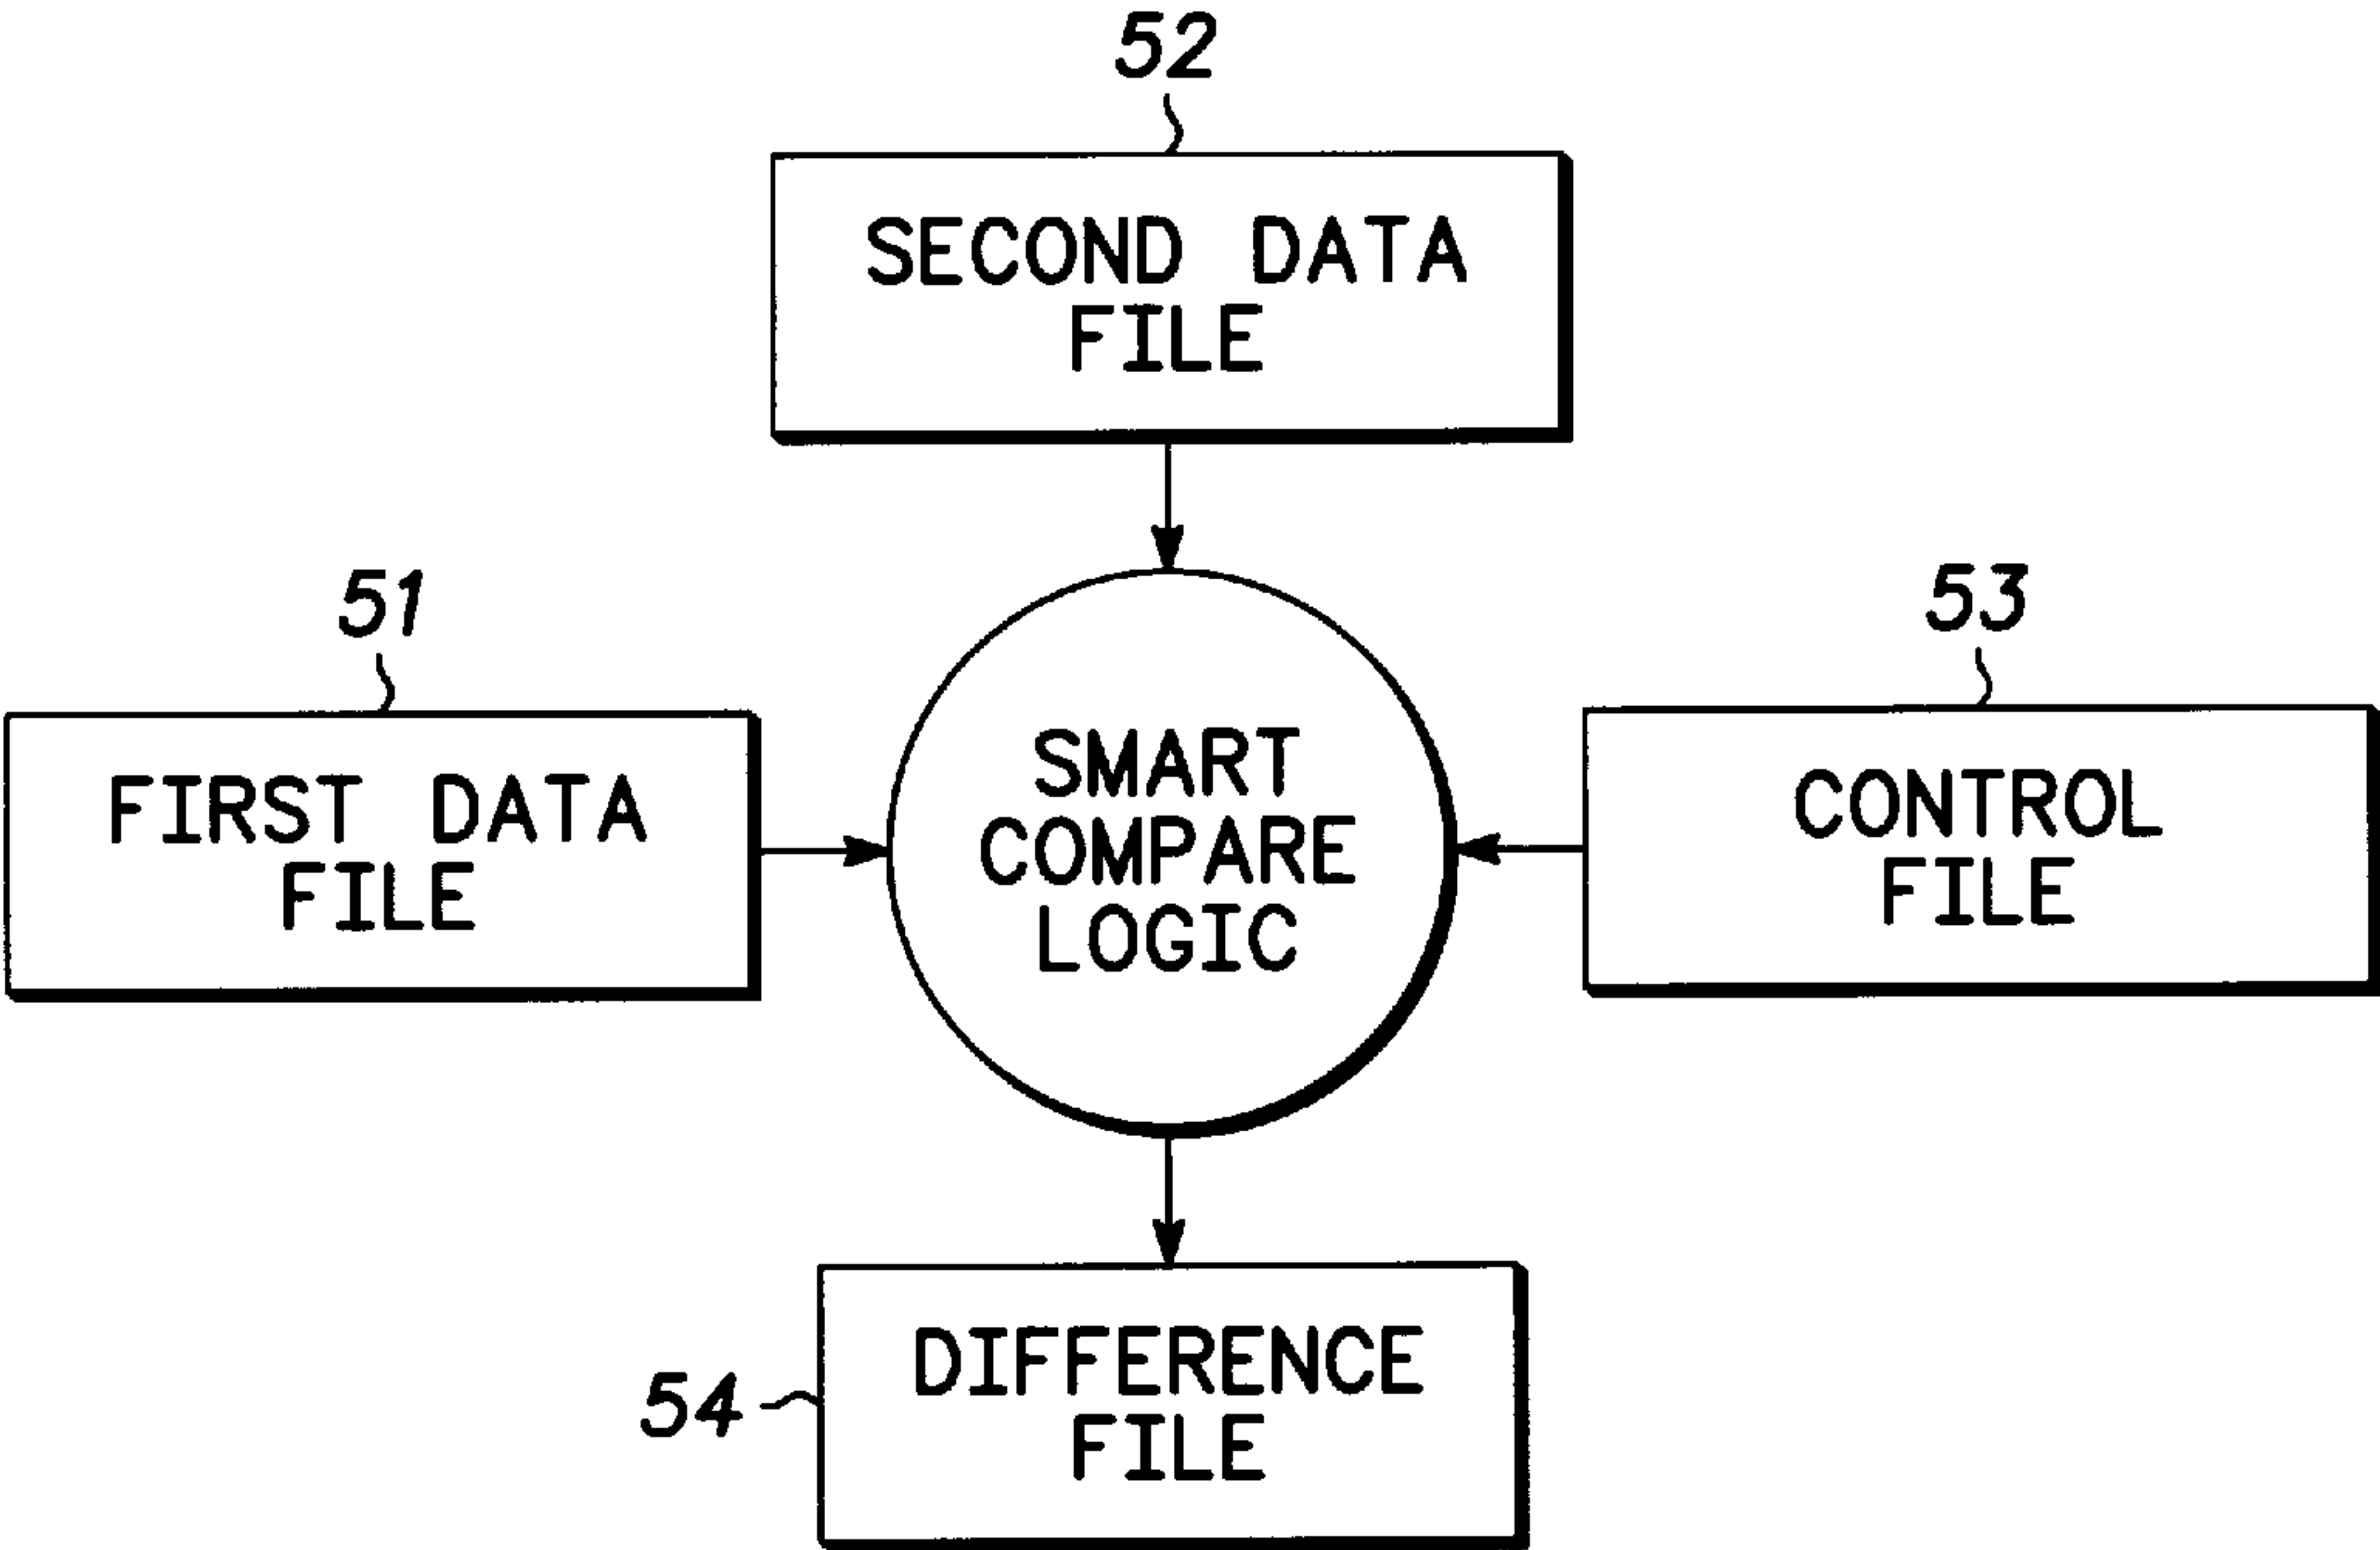 52
SECOND DATA
FILE
51
FIRST DATA
FILE
SMART
COMPARE
LOGIC
53
CONTROL
FILE
54
DIFFERENCE
FILE